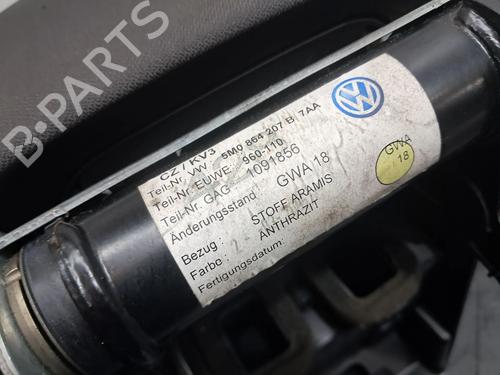 B-PARTS
CZ / KV3
Teil-Nr. VW 5M0 864 207 B 7AA
Teil-Nr. EUWE: 960-110
Teil-Nr. GAG 1091856
Änderungsstand GWA 18
Bezug: STOFF ARAMIS
Farbe: ANTHRAZIT
Fertigungsdatum:
GWA
18